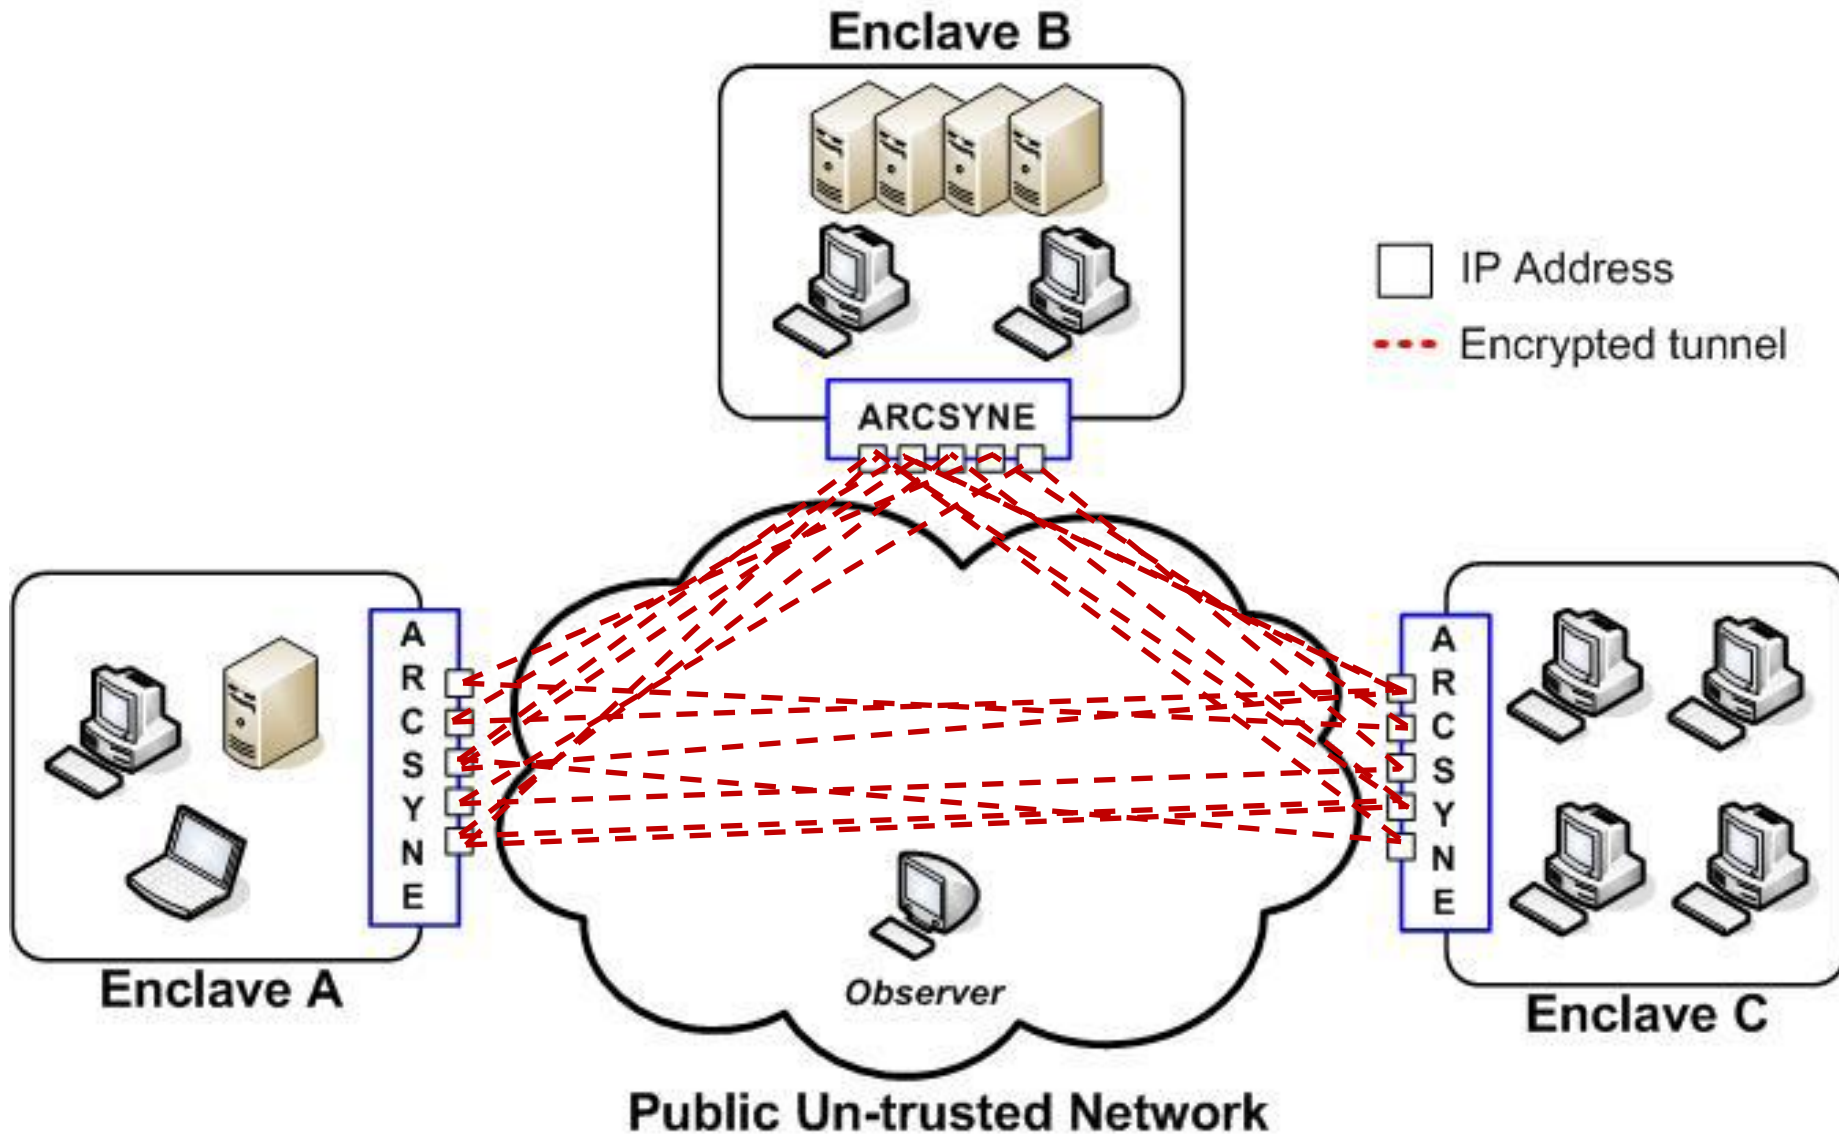 Enclave B
IP Address
Encrypted tunnel
ARCSYNE
A
R
C
S
Y
N
E
A
R
C
S
Y
N
E
Enclave A
Observer
Enclave C
Public Un-trusted Network